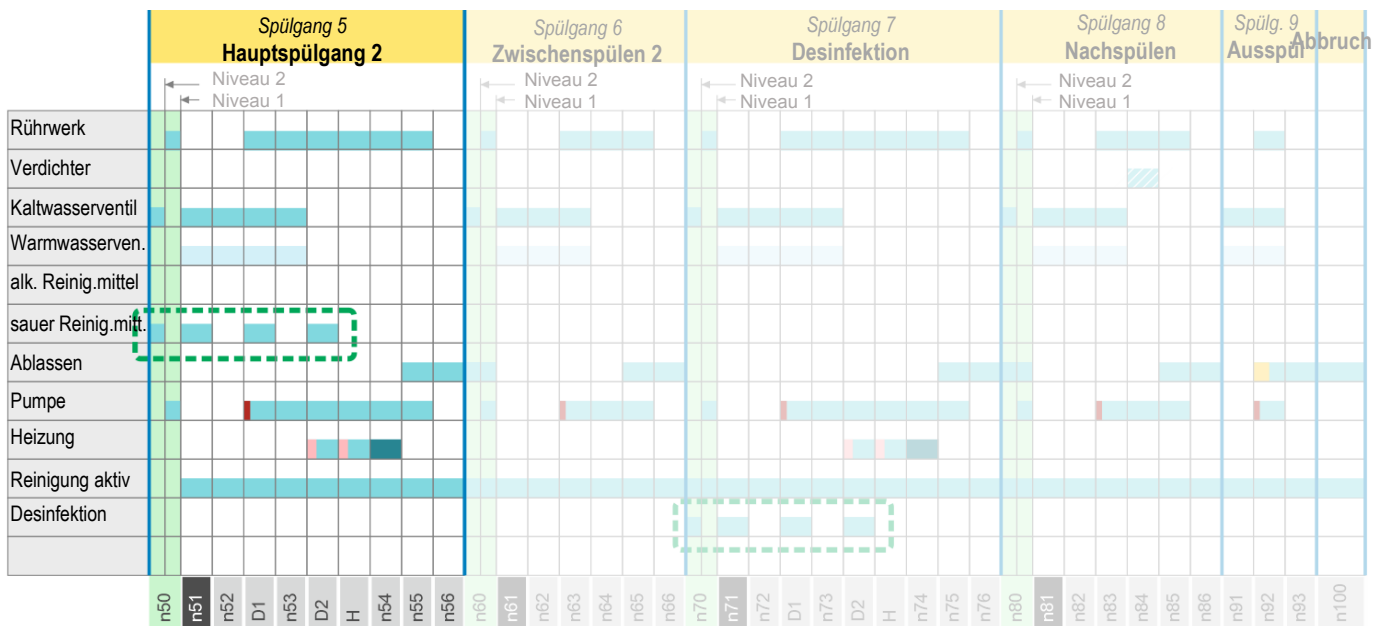 Spülgang 5
Hauptspülgang 2
Spülgang 6
Zwischenspülen 2
Spülgang 7
Desinfektion
Spülgang 8
Nachspülen
Spülg. 9
Ausspül
Abbruch
Niveau 2
Niveau 1
Niveau 2
Niveau 1
Niveau 2
Niveau 1
Niveau 2
Niveau 1
Rührwerk
Verdichter
Kaltwasserventil
Warmwasserven.
alk. Reinig.mittel
sauer Reinig.mitt.
Ablassen
Pumpe
Heizung
Reinigung aktiv
Desinfektion
n50 n51 n52 D1 n53 D2 H n54 n55 n56 n60 n61 n62 n63 n64 n65 n66 n70 n71 n72 D1 n73 D2 H n74 n75 n76 n80 n81 n82 n83 n84 n85 n86 n91 n92 n93 n100